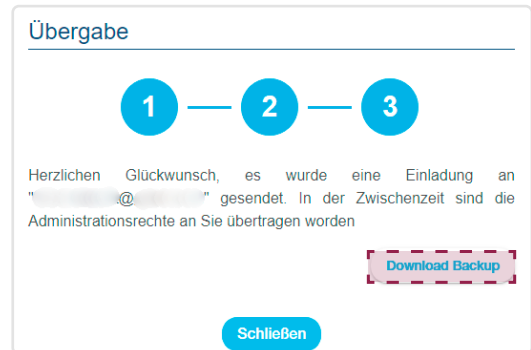 Übergabe
1 2 3
Herzlichen Glückwunsch, es wurde eine Einladung an
"@" gesendet. In der Zwischenzeit sind die
Administrationsrechte an Sie übertragen worden
Download Backup
Schließen